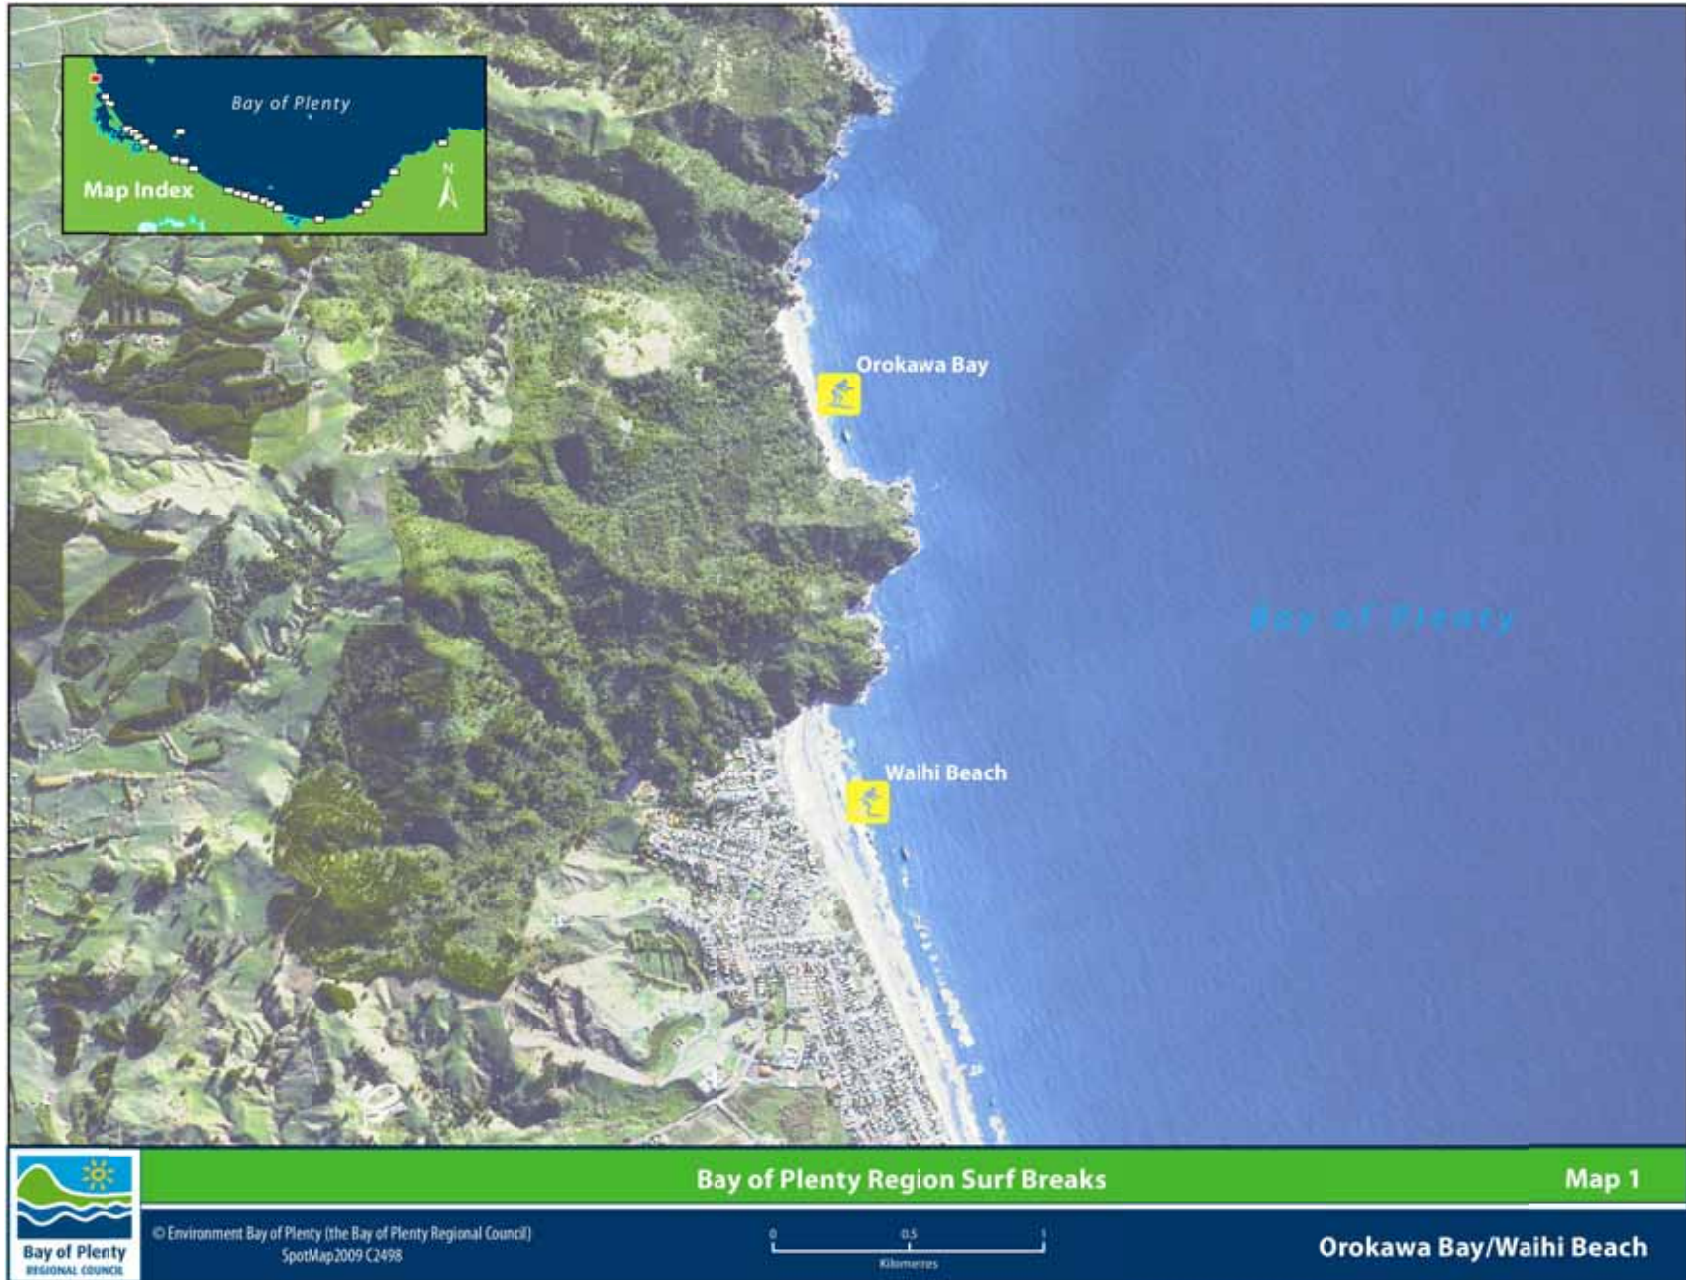 Bay of Plenty
Map Index
N
Orokawa Bay
Bay of Plenty
Waihi Beach
Bay of Plenty Region Surf Breaks
Map 1
Bay of Plenty
REGIONAL COUNCIL
© Environment Bay of Plenty (the Bay of Plenty Regional Council)
SpotMap2009 C2498
0 0.5 1
Kilometres
Orokawa Bay/Waihi Beach